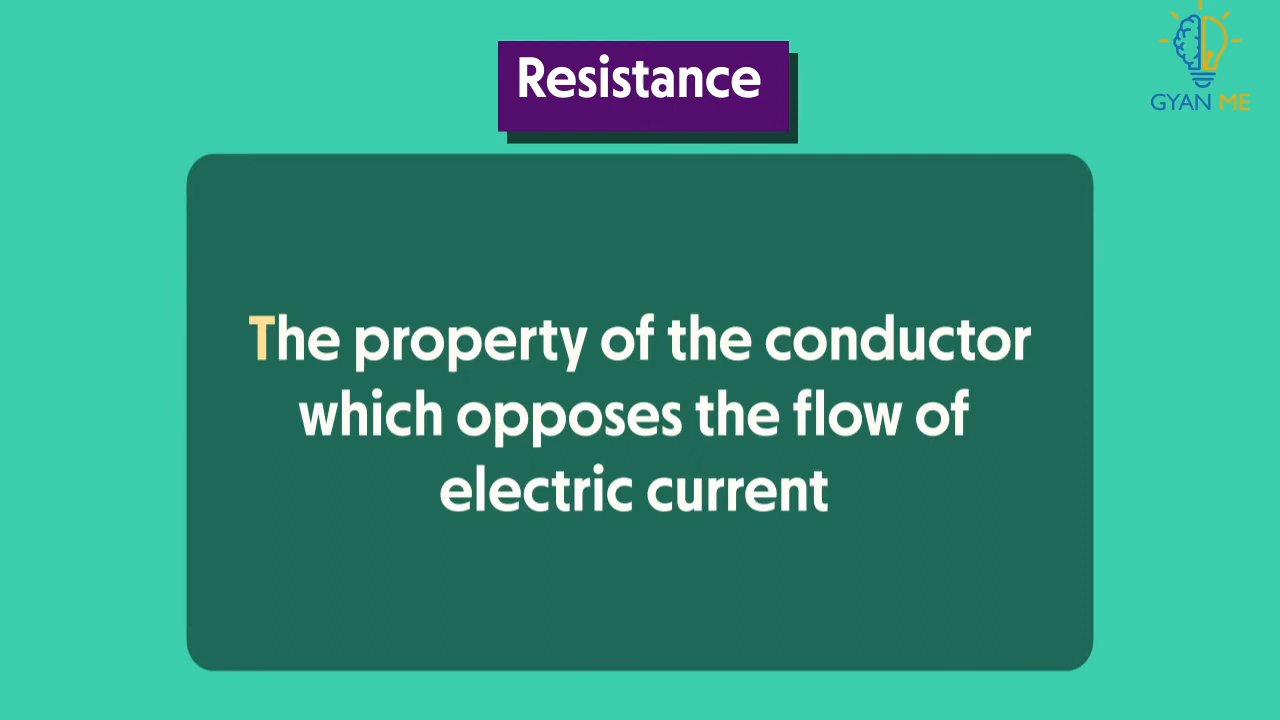 Resistance
GYAN ME
The property of the conductor
which opposes the flow of
electric current